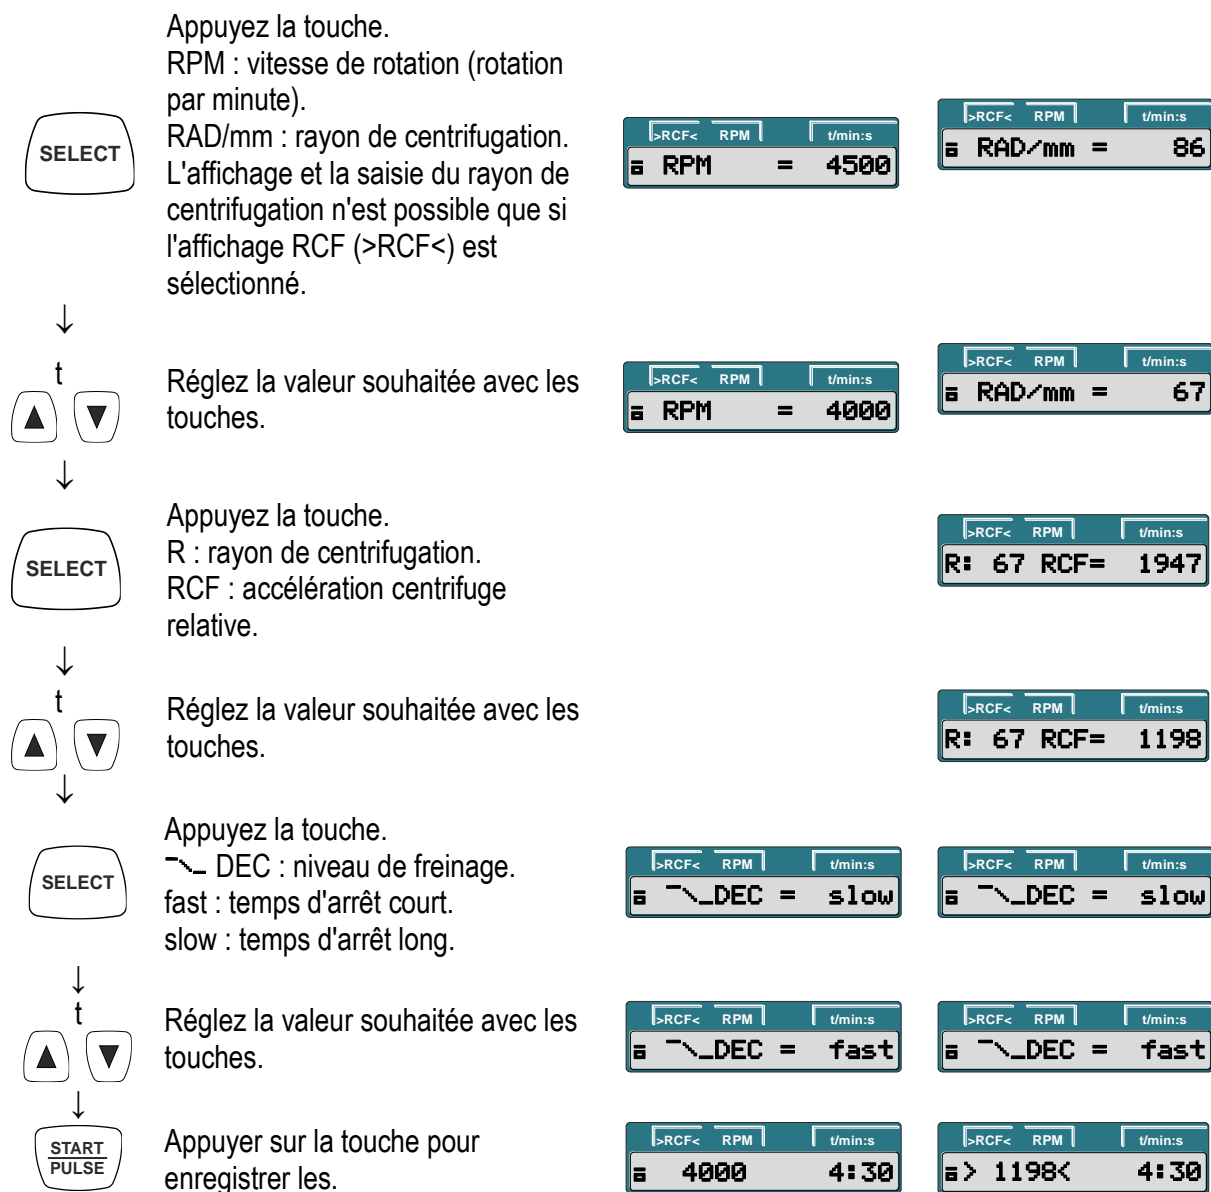 Appuyez la touche.
RPM : vitesse de rotation (rotation
par minute).
RAD/mm : rayon de centrifugation.
L'affichage et la saisie du rayon de
centrifugation n'est possible que si
l'affichage RCF (>RCF<) est
sélectionné.
SELECT
>RCF< RPM t/min:s
RPM = 4500
>RCF< RPM t/min:s
RAD/mm = 86
↓
t
▲ ▼
Réglez la valeur souhaitée avec les
touches.
>RCF< RPM t/min:s
RPM = 4000
>RCF< RPM t/min:s
RAD/mm = 67
↓
SELECT
Appuyez la touche.
R : rayon de centrifugation.
RCF : accélération centrifuge
relative.
>RCF< RPM t/min:s
R: 67 RCF= 1947
↓
t
▲ ▼
Réglez la valeur souhaitée avec les
touches.
>RCF< RPM t/min:s
R: 67 RCF= 1198
↓
SELECT
Appuyez la touche.
DEC : niveau de freinage.
fast : temps d'arrêt court.
slow : temps d'arrêt long.
>RCF< RPM t/min:s
DEC = slow
>RCF< RPM t/min:s
DEC = slow
↓
t
▲ ▼
Réglez la valeur souhaitée avec les
touches.
>RCF< RPM t/min:s
DEC = fast
>RCF< RPM t/min:s
DEC = fast
↓
START
PULSE
Appuyer sur la touche pour
enregistrer les.
>RCF< RPM t/min:s
4000 4:30
>RCF< RPM t/min:s
> 1198< 4:30